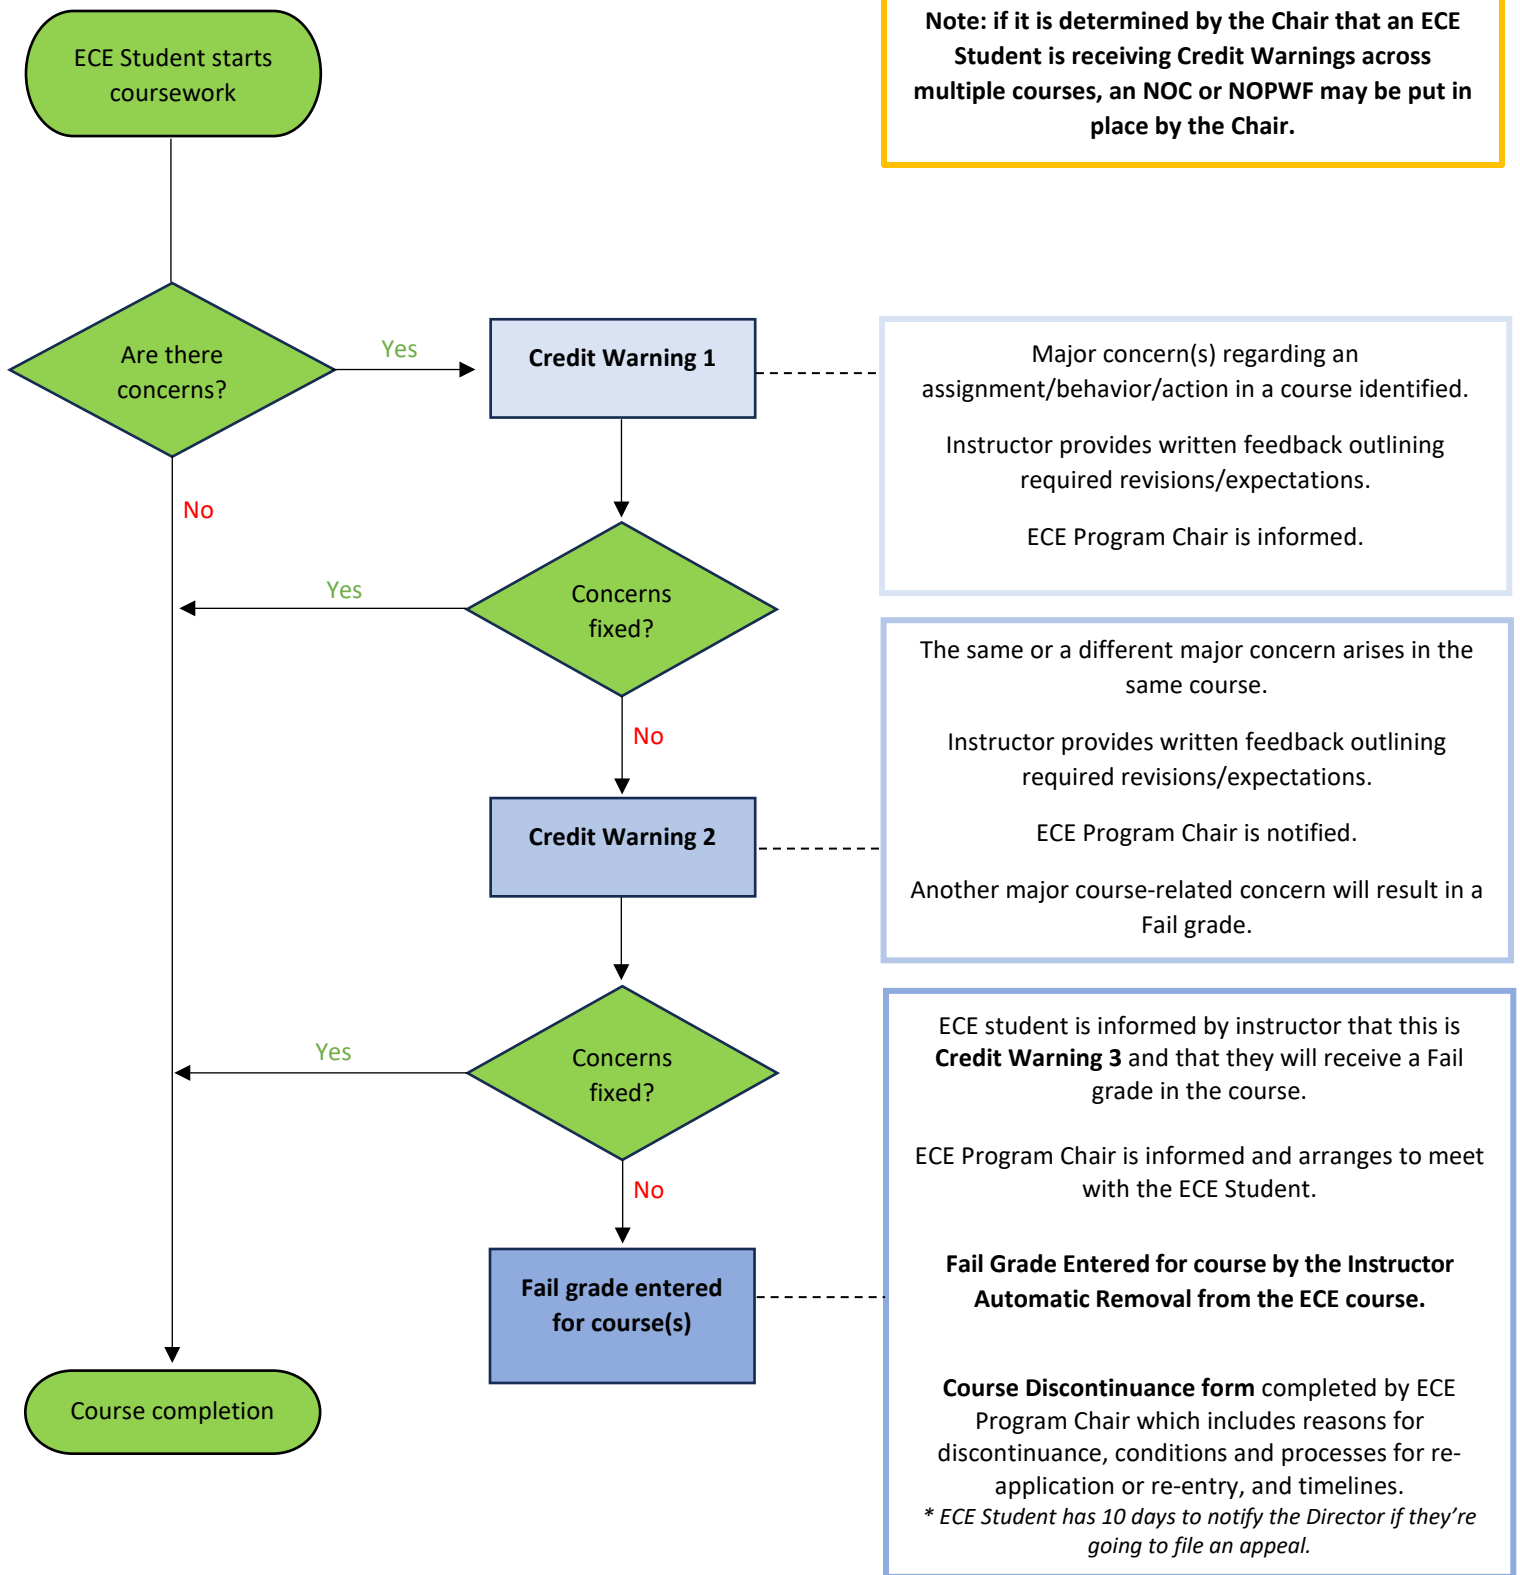 Note: if it is determined by the Chair that an ECE
Student is receiving Credit Warnings across
multiple courses, an NOC or NOPWF may be put in
place by the Chair.
ECE Student starts
coursework
Are there
concerns?
Yes
No
Credit Warning 1
Major concern(s) regarding an
assignment/behavior/action in a course identified.
Instructor provides written feedback outlining
required revisions/expectations.
ECE Program Chair is informed.
Concerns
fixed?
Yes
No
Credit Warning 2
The same or a different major concern arises in the
same course.
Instructor provides written feedback outlining
required revisions/expectations.
ECE Program Chair is notified.
Another major course-related concern will result in a
Fail grade.
Concerns
fixed?
Yes
No
Fail grade entered
for course(s)
ECE student is informed by instructor that this is
Credit Warning 3 and that they will receive a Fail
grade in the course.
ECE Program Chair is informed and arranges to meet
with the ECE Student.
Fail Grade Entered for course by the Instructor
Automatic Removal from the ECE course.
Course Discontinuance form completed by ECE
Program Chair which includes reasons for
discontinuance, conditions and processes for re-
application or re-entry, and timelines.
* ECE Student has 10 days to notify the Director if they’re
going to file an appeal.
Course completion